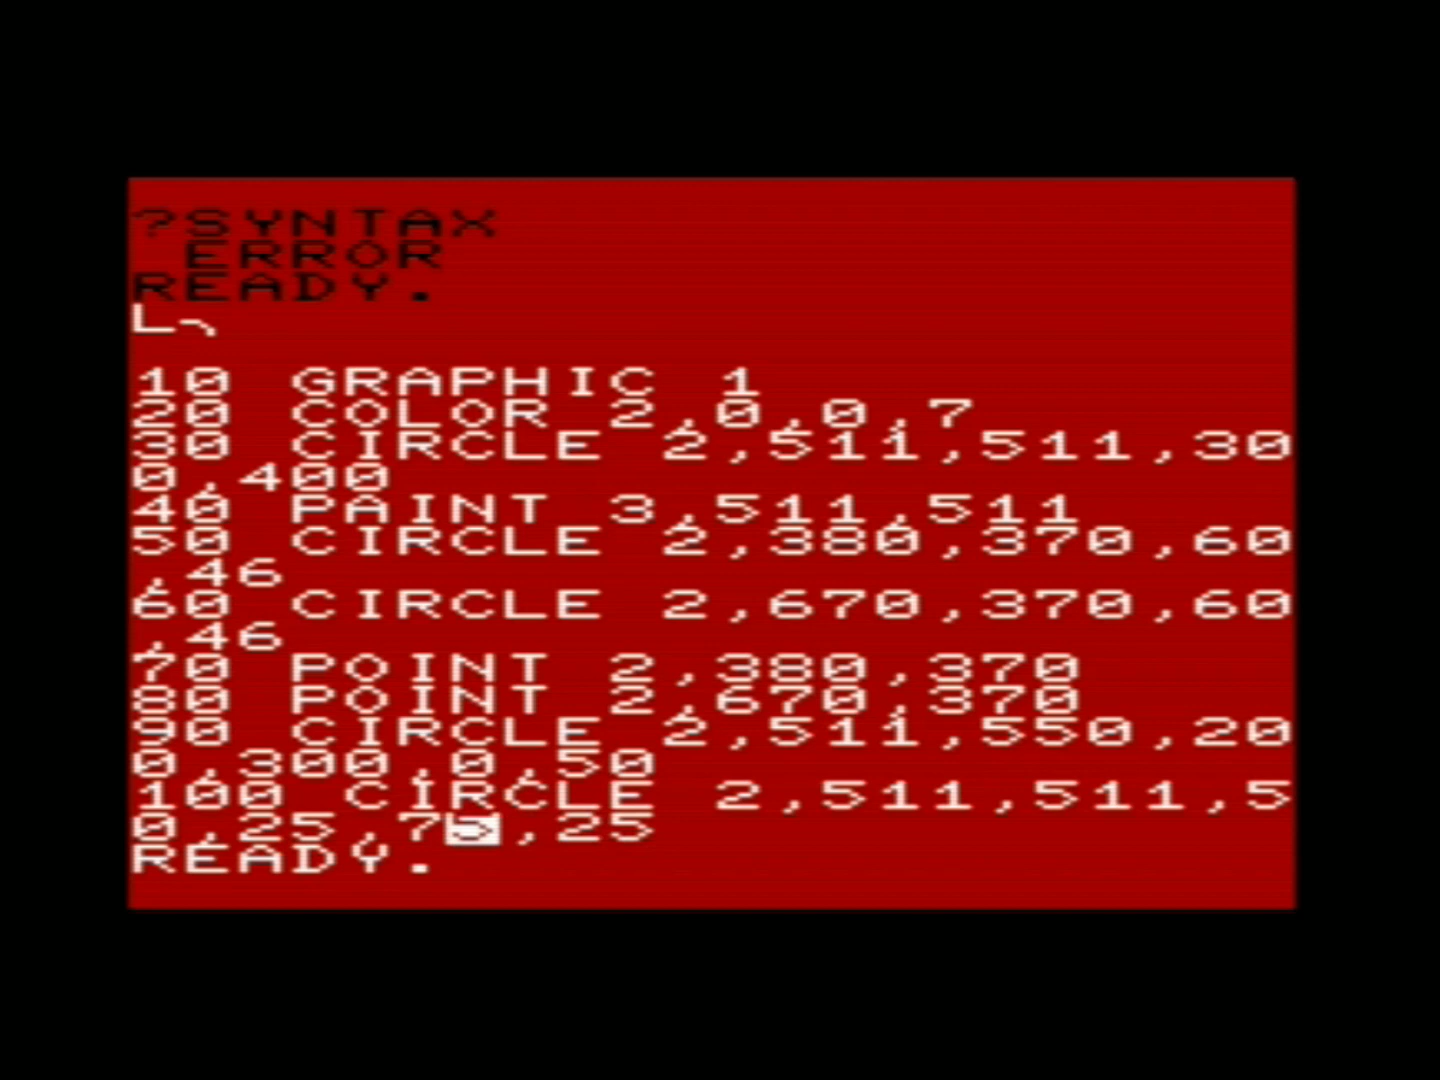 ?SYNTAX
 ERROR
READY.
L
10 GRAPHIC 1
20 COLOR 2,0,0,7
30 CIRCLE 2,511,511,30
0,400
40 PAINT 3,511,511
50 CIRCLE 2,380,370,60
,46
60 CIRCLE 2,670,370,60
,46
70 POINT 2,380,370
80 POINT 2,670,370
90 CIRCLE 2,511,550,20
0,300,0,50
100 CIRCLE 2,511,511,5
0,25,75,25
READY.